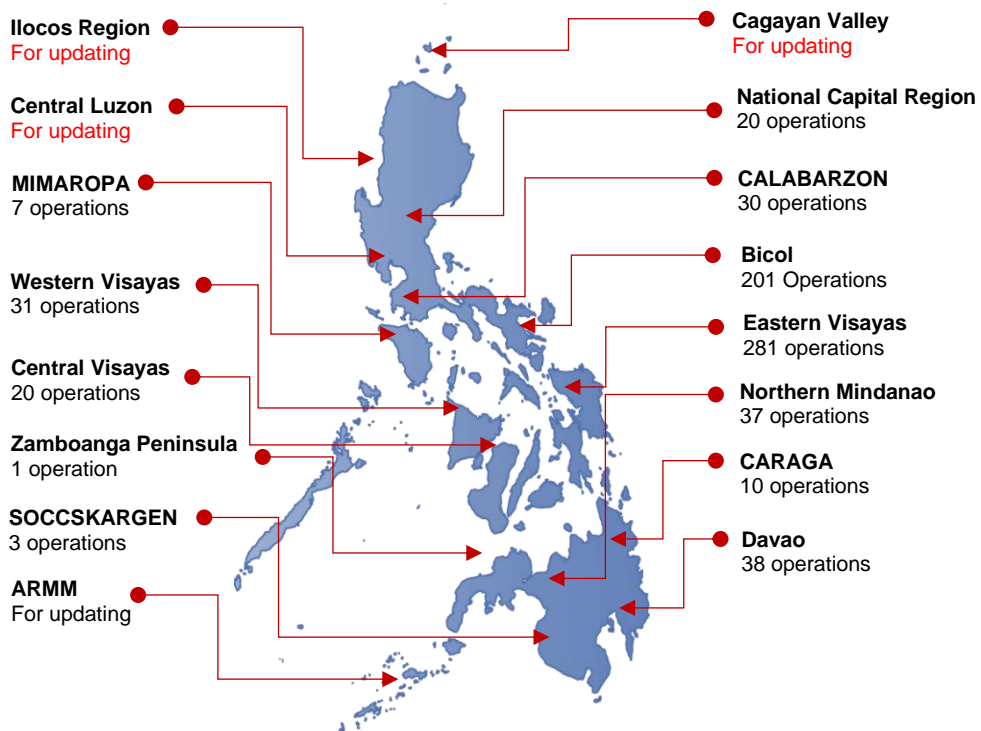 Ilocos Region
For updating
Central Luzon
For updating
MIMAROPA
7 operations
Western Visayas
31 operations
Central Visayas
20 operations
Zamboanga Peninsula
1 operation
SOCCSKARGEN
3 operations
ARMM
For updating
Cagayan Valley
For updating
National Capital Region
20 operations
CALABARZON
30 operations
Bicol
201 Operations
Eastern Visayas
281 operations
Northern Mindanao
37 operations
CARAGA
10 operations
Davao
38 operations